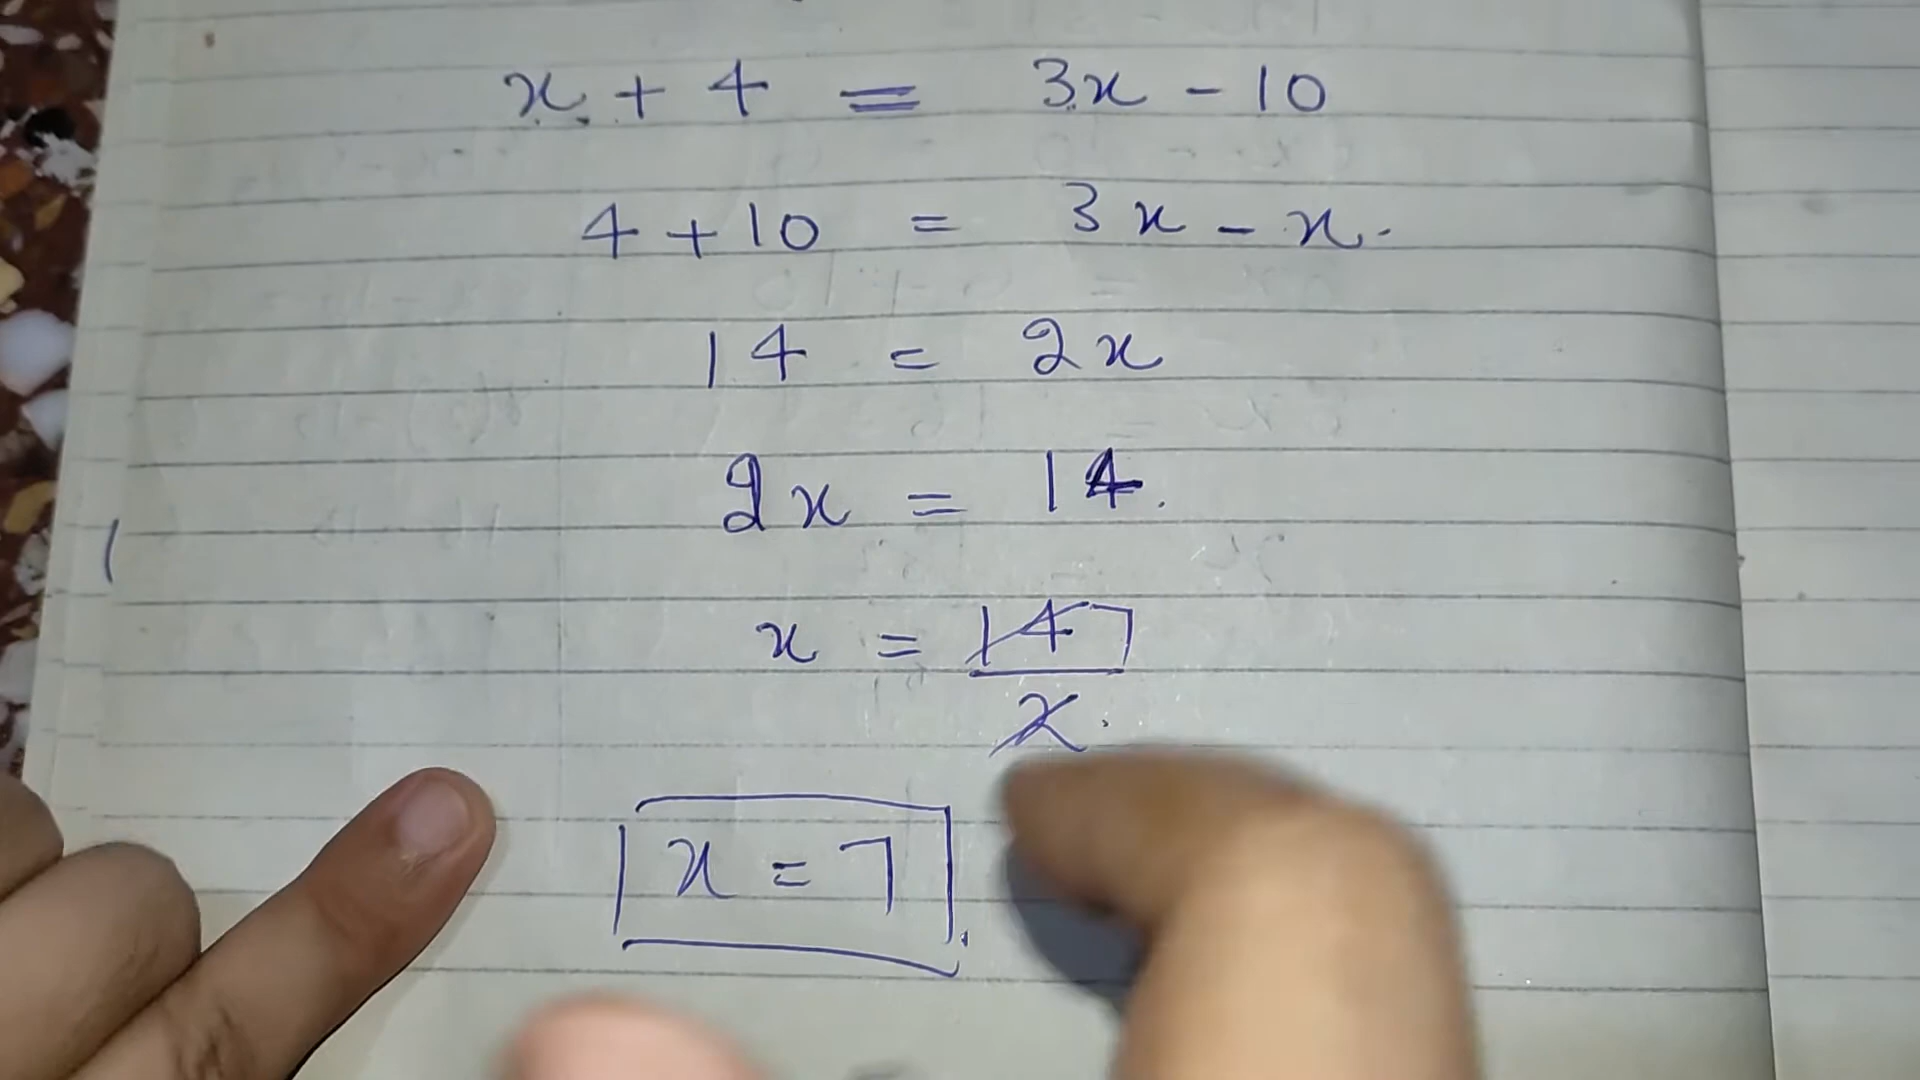 x + 4 = 3x - 10
4 + 10 = 3x - x.
14 = 2x
2x = 14.
x = 14 7
2.
x = 7.